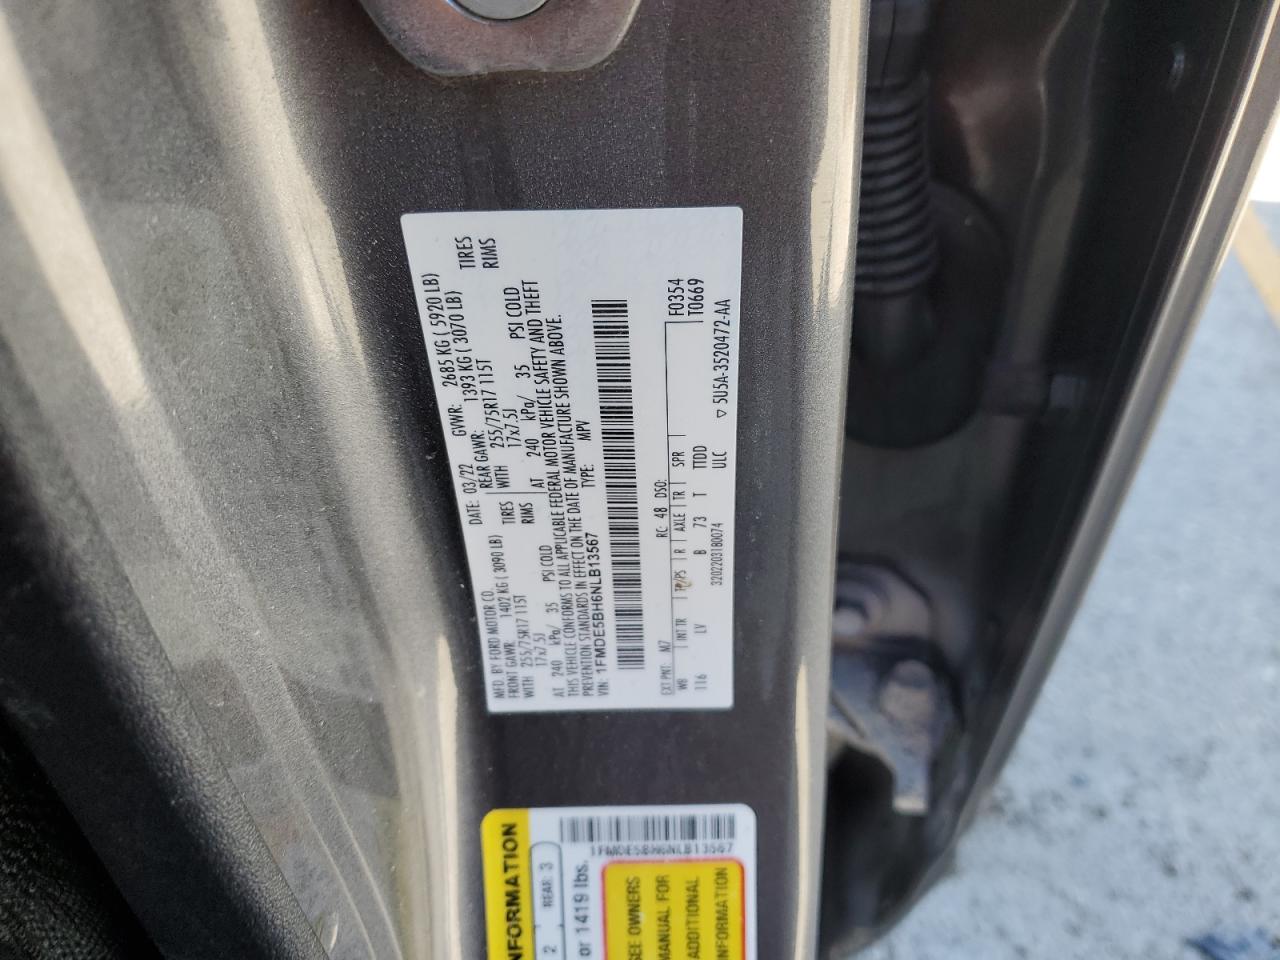 MFD. BY FORD MOTOR CO.
DATE: 03/22 GVWR: 2685 KG ( 5920 LB)
FRONT GAWR: 1402 KG ( 3090 LB) REAR GAWR: 1393 KG ( 3070 LB)
WITH 255/75R17 115T TIRES WITH 255/75R17 115T TIRES
17x7.5J RIMS 17x7.5J RIMS
AT 240 kPa/ 35 PSI COLD AT 240 kPa/ 35 PSI COLD
THIS VEHICLE CONFORMS TO ALL APPLICABLE FEDERAL MOTOR VEHICLE SAFETY AND THEFT
PREVENTION STANDARDS IN EFFECT ON THE DATE OF MANUFACTURE SHOWN ABOVE.
VIN: 1FMDE5BH6NLB13567 TYPE: MPV
EXT PNT: M7 RC: 48 DSO: F0354
WB INT TR TP/PS R AXLE TR SPR T0669
116 LV B 73 T TTDD
ULC
3202203180074
▽ 5U5A-3520472-AA
NFORMATION
2 REAR: 3
or 1419 lbs.
1FMDE5BH6NLB13567
SEE OWNERS
MANUAL FOR
ADDITIONAL
INFORMATION